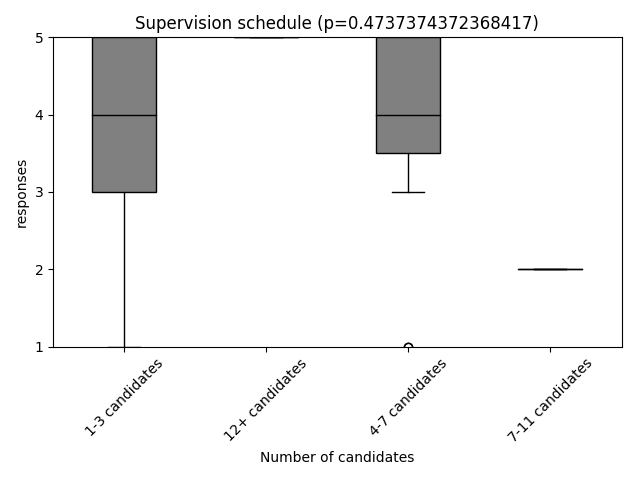 Supervision schedule (p=0.4737374372368417)
5
4
3
2
1
responses
1-3 candidates
12+ candidates
4-7 candidates
7-11 candidates
Number of candidates